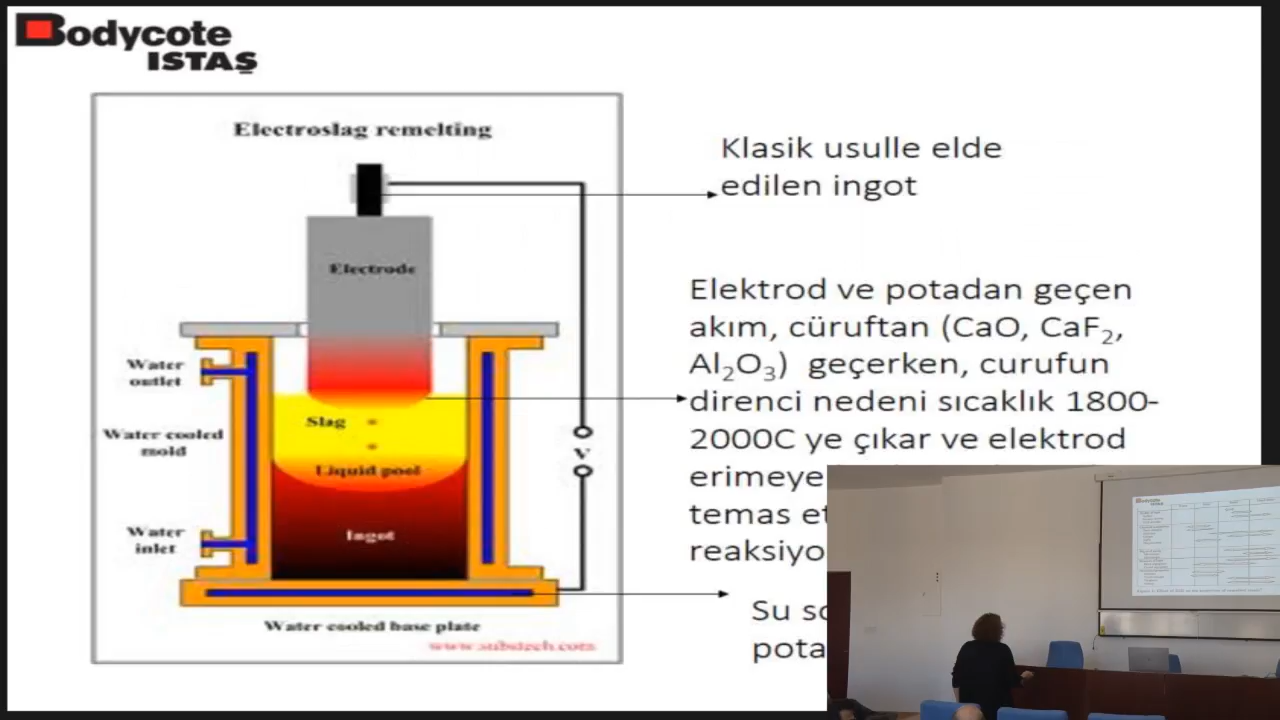 Bodycote
ISTAŞ
Electroslag remelting
Electrode
Water
outlet
Slag
Water cooled
mold
Liquid pool
V
Water
inlet
Ingot
Water cooled base plate
www.substech.com
Klasik usulle elde
edilen ingot
Elektrod ve potadan geçen
akım, cüruftan (CaO, CaF₂,
Al₂O₃) geçerken, curufun
direnci nedeni sıcaklık 1800-
2000C ye çıkar ve elektrod
erimeye
temas et
reaksiyo
Su so
pota